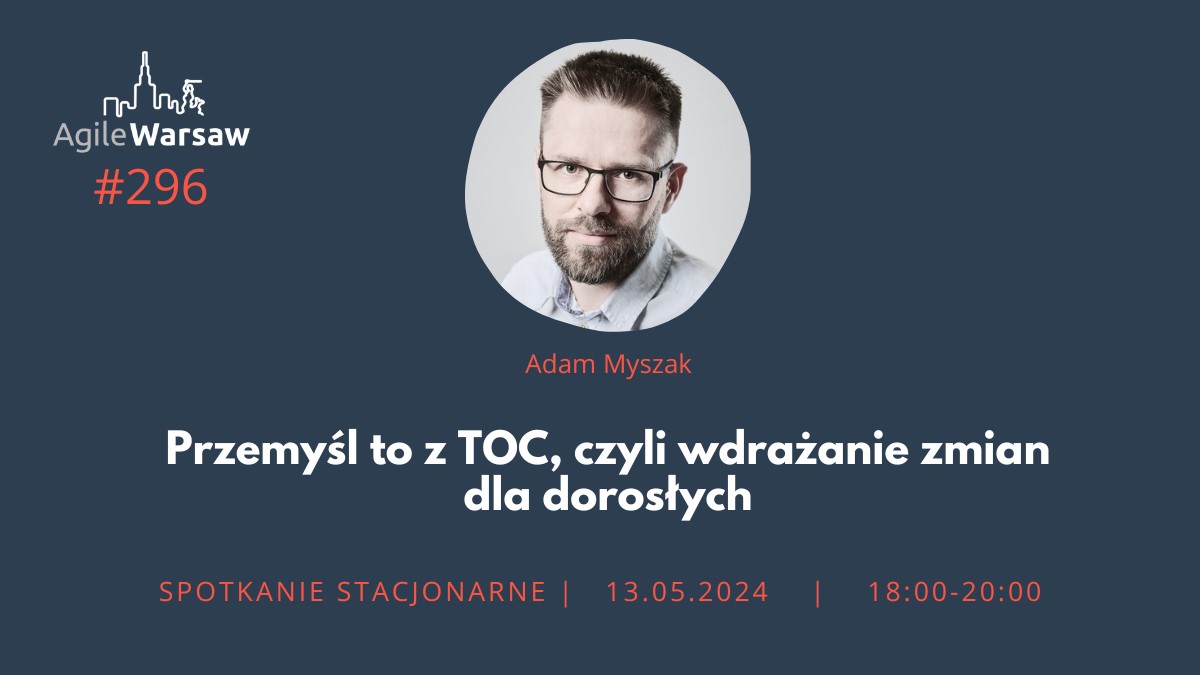 AgileWarsaw
#296
Adam Myszak
Przemyśl to z TOC, czyli wdrażanie zmian
dla dorosłych
SPOTKANIE STACJONARNE | 13.05.2024 | 18:00-20:00